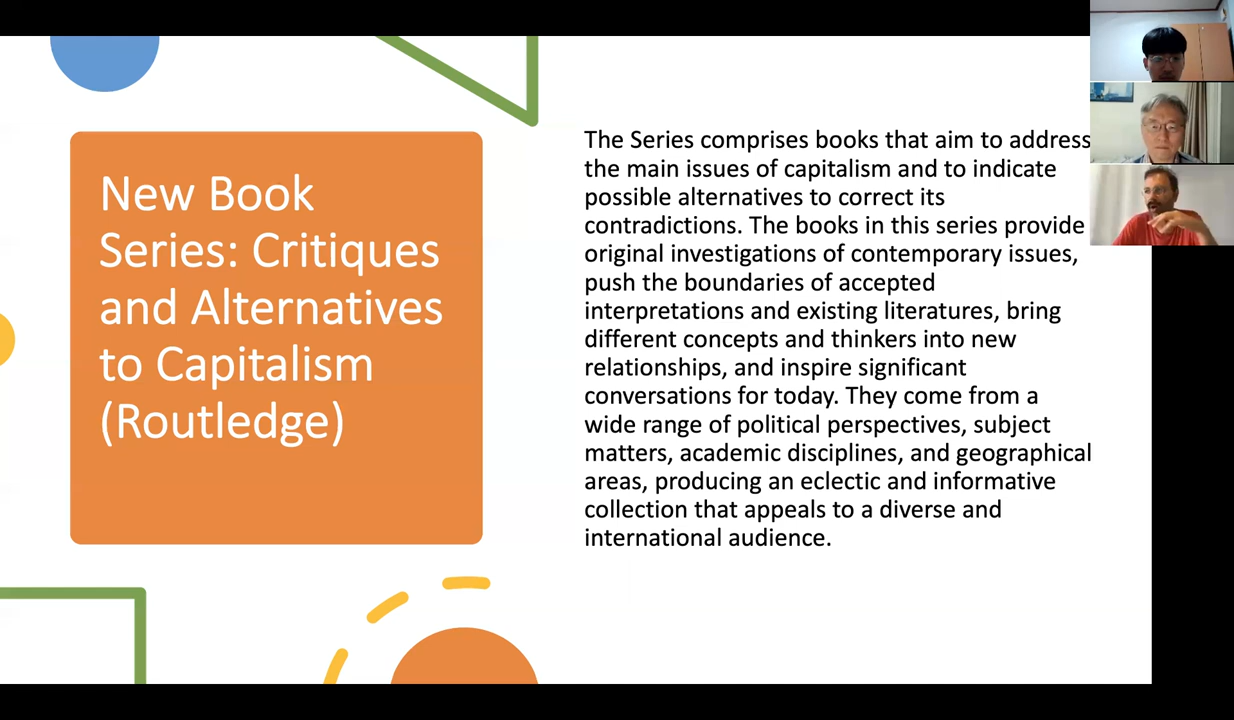 New Book
Series: Critiques
and Alternatives
to Capitalism
(Routledge)
The Series comprises books that aim to address
the main issues of capitalism and to indicate
possible alternatives to correct its
contradictions. The books in this series provide
original investigations of contemporary issues,
push the boundaries of accepted
interpretations and existing literatures, bring
different concepts and thinkers into new
relationships, and inspire significant
conversations for today. They come from a
wide range of political perspectives, subject
matters, academic disciplines, and geographical
areas, producing an eclectic and informative
collection that appeals to a diverse and
international audience.